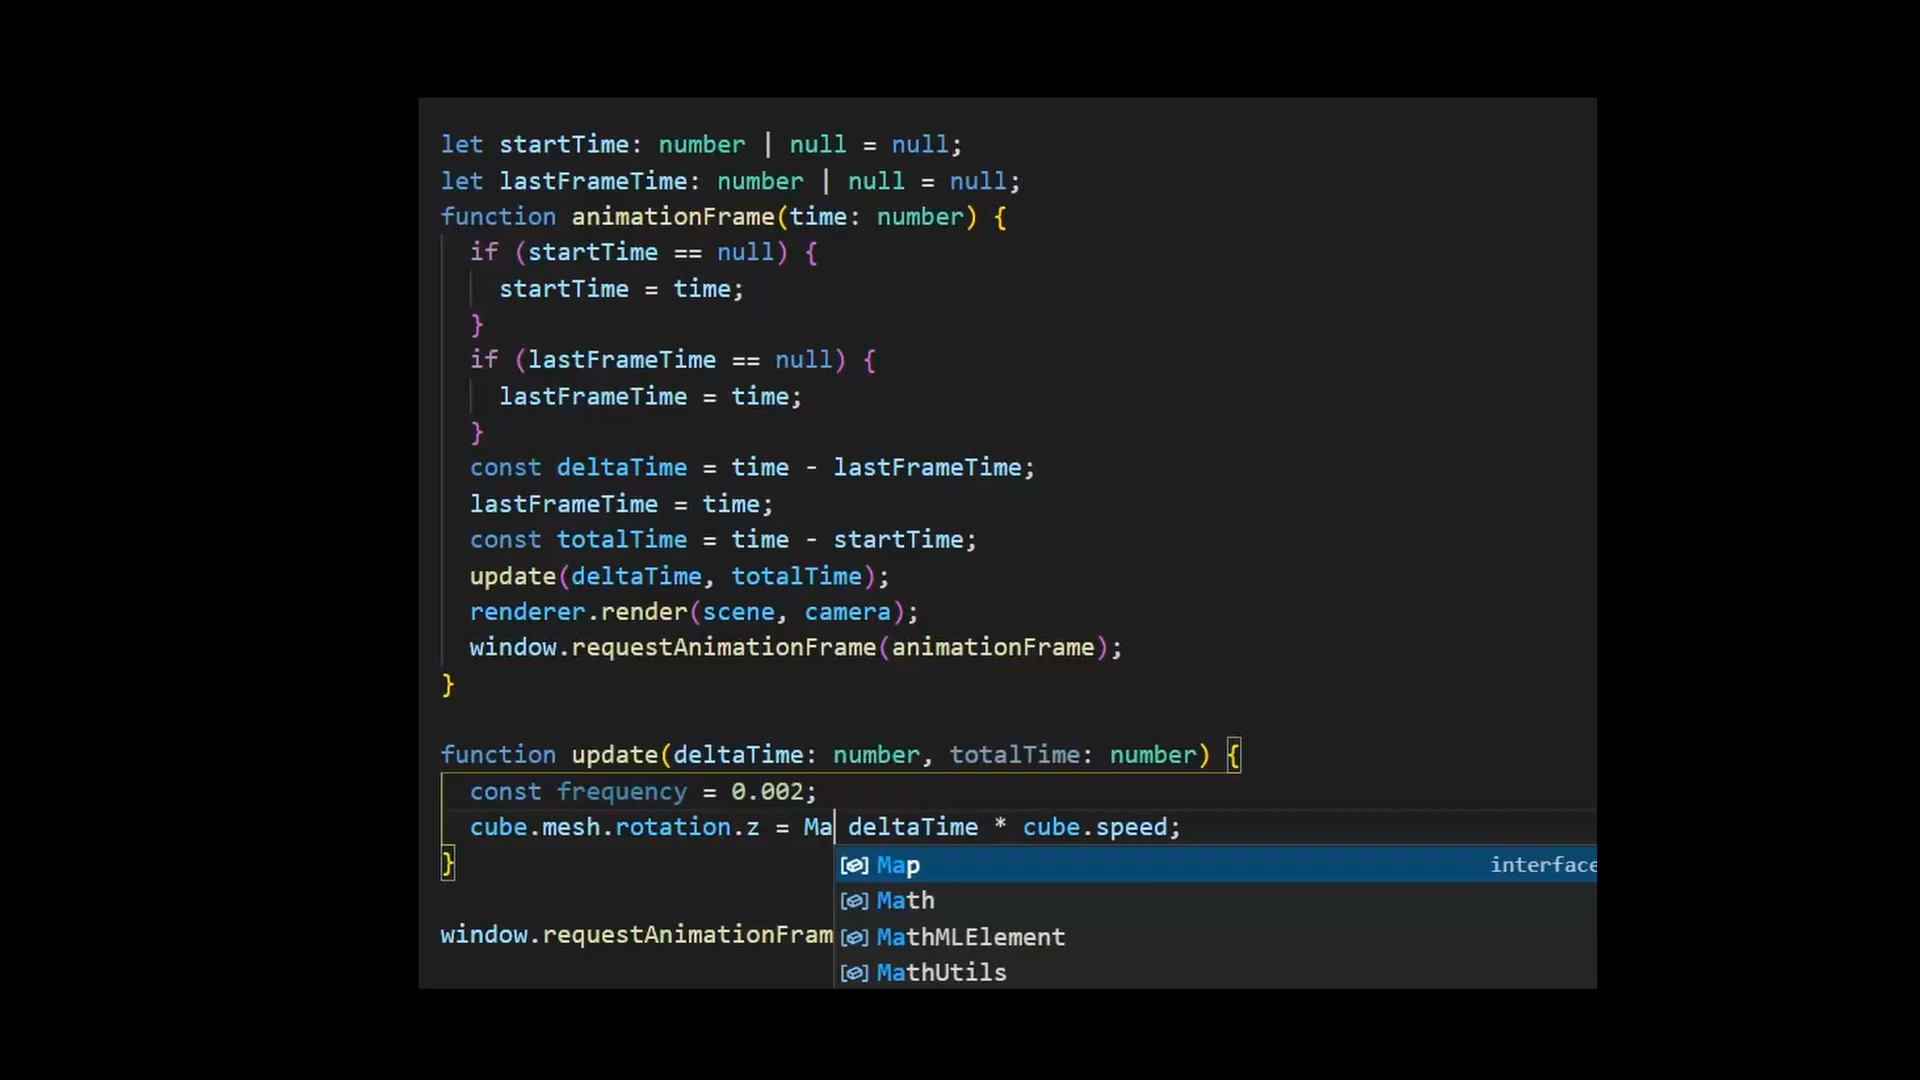 let startTime: number | null = null;
let lastFrameTime: number | null = null;
function animationFrame(time: number) {
  if (startTime == null) {
    startTime = time;
  }
  if (lastFrameTime == null) {
    lastFrameTime = time;
  }
  const deltaTime = time - lastFrameTime;
  lastFrameTime = time;
  const totalTime = time - startTime;
  update(deltaTime, totalTime);
  renderer.render(scene, camera);
  window.requestAnimationFrame(animationFrame);
}
function update(deltaTime: number, totalTime: number) {
  const frequency = 0.002;
  cube.mesh.rotation.z = Ma deltaTime * cube.speed;
}
Map interface
Math
window.requestAnimationFram
MathMLElement
MathUtils